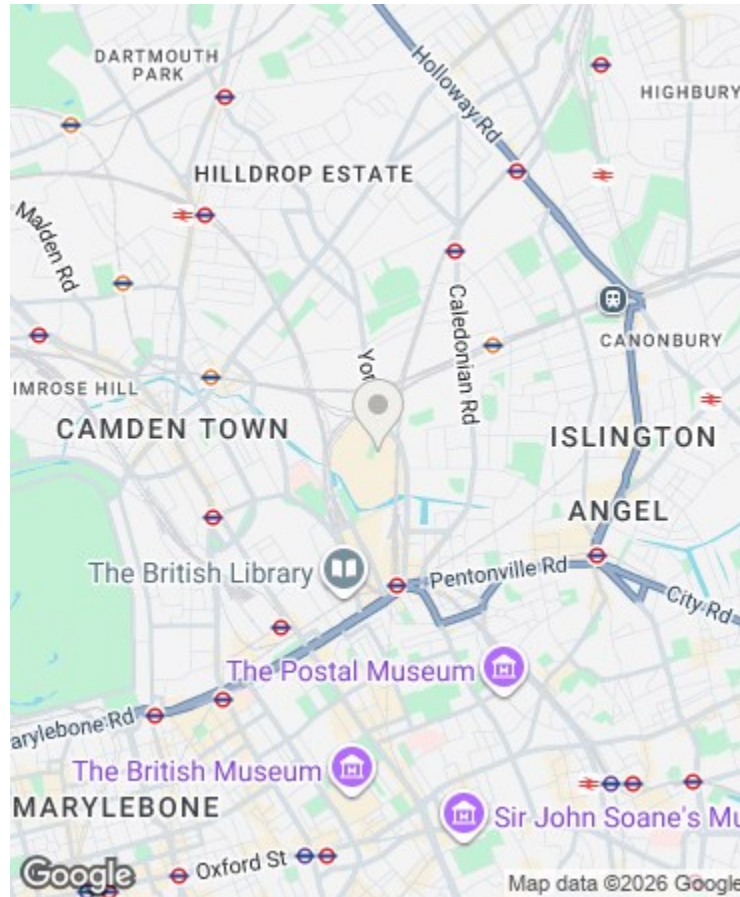 DARTMOUTH
PARK
Holloway Rd
HIGHBURY
HILLDROP ESTATE
Malden Rd
Caledonian Rd
CANONBURY
IMROSE HILL
Yor
CAMDEN TOWN
ISLINGTON
ANGEL
The British Library
Pentonville Rd
City Rd
The Postal Museum
arylebone Rd
The British Museum
MARYLEBONE
Sir John Soane's Mu
Oxford St
Google
Map data ©2026 Google